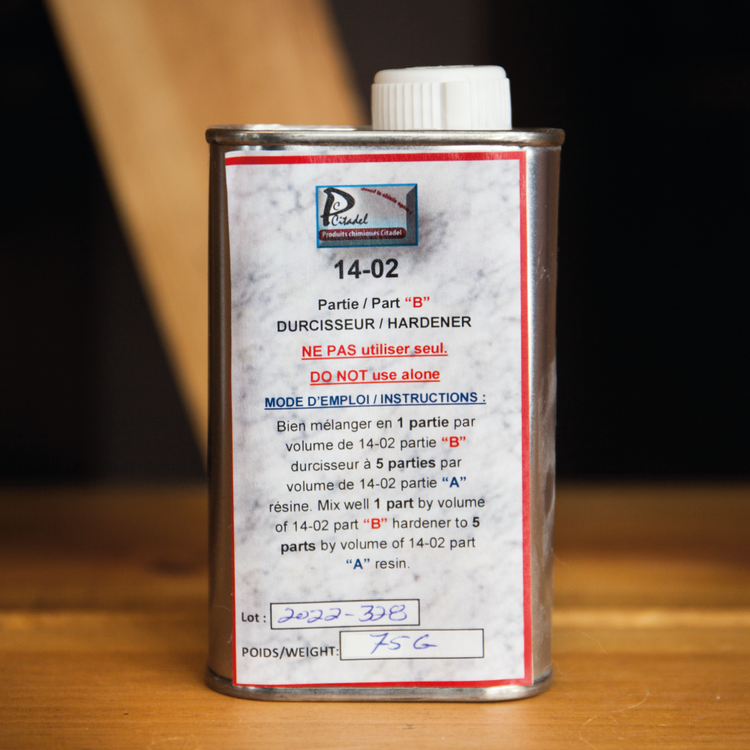 PC
Citadel
Produits chimiques Citadel
14-02
Partie / Part “B”
DURCISSEUR / HARDENER
NE PAS utiliser seul.
DO NOT use alone
MODE D’EMPLOI / INSTRUCTIONS :
Bien mélanger en 1 partie par
volume de 14-02 partie “B”
durcisseur à 5 parties par
volume de 14-02 partie “A”
résine. Mix well 1 part by volume
of 14-02 part “B” hardener to 5
parts by volume of 14-02 part
“A” resin.
Lot : 2022-328
POIDS/WEIGHT: 75 G